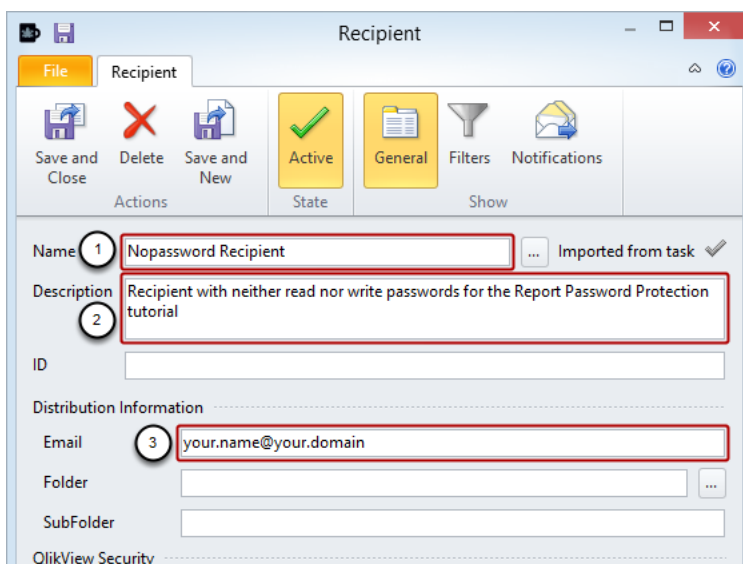 Recipient
File Recipient
Save and Close Delete Save and New Active General Filters Notifications
Actions State Show
Name 1 Nopassword Recipient ... Imported from task
Description Recipient with neither read nor write passwords for the Report Password Protection
2 tutorial
ID
Distribution Information
Email 3 your.name@your.domain
Folder ...
SubFolder
QlikView Security